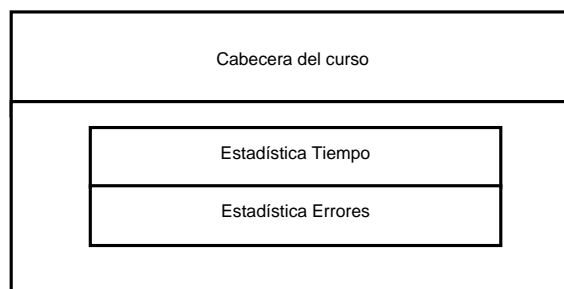 Cabecera del curso
Estadística Tiempo
Estadística Errores